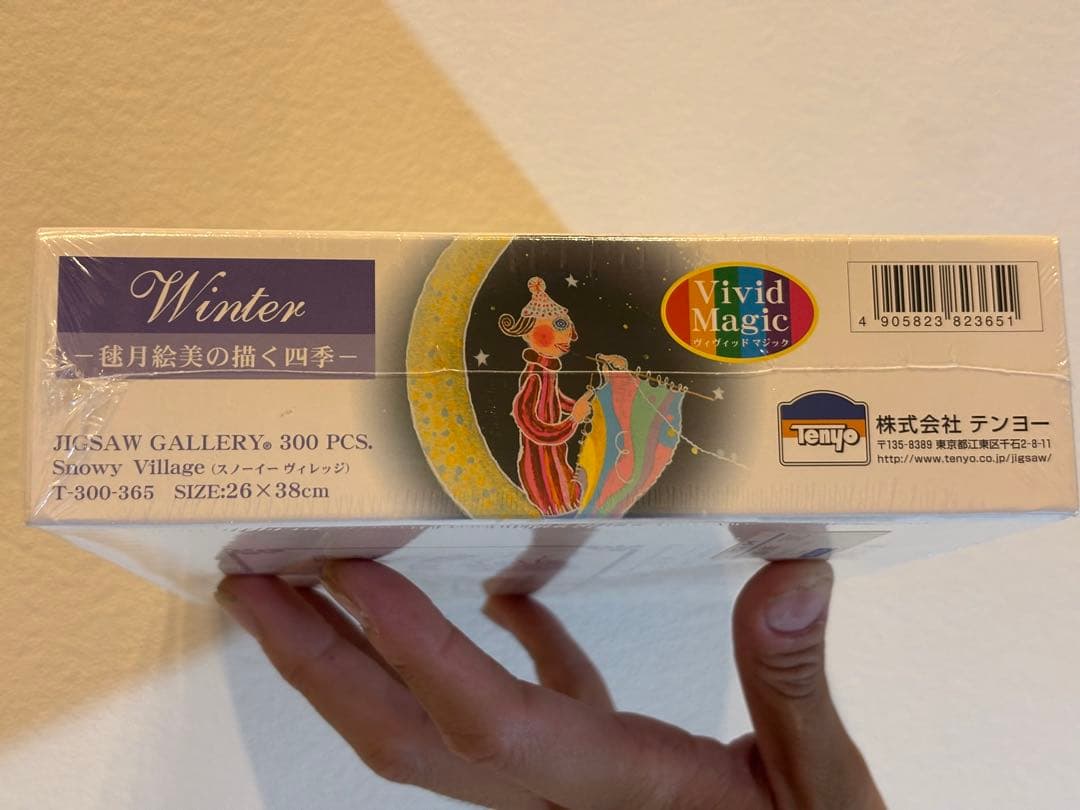 Winter
－毬月絵美の描く四季－
JIGSAW GALLERY® 300 PCS.
Snowy Village (スノーイー ヴィレッジ)
T-300-365 SIZE:26×38cm
Vivid
Magic
ヴィヴィッド マジック
4 905823 823651
Tenyo
株式会社 テンヨー
〒135-8389 東京都江東区千石2-8-11
http://www.tenyo.co.jp/jigsaw/